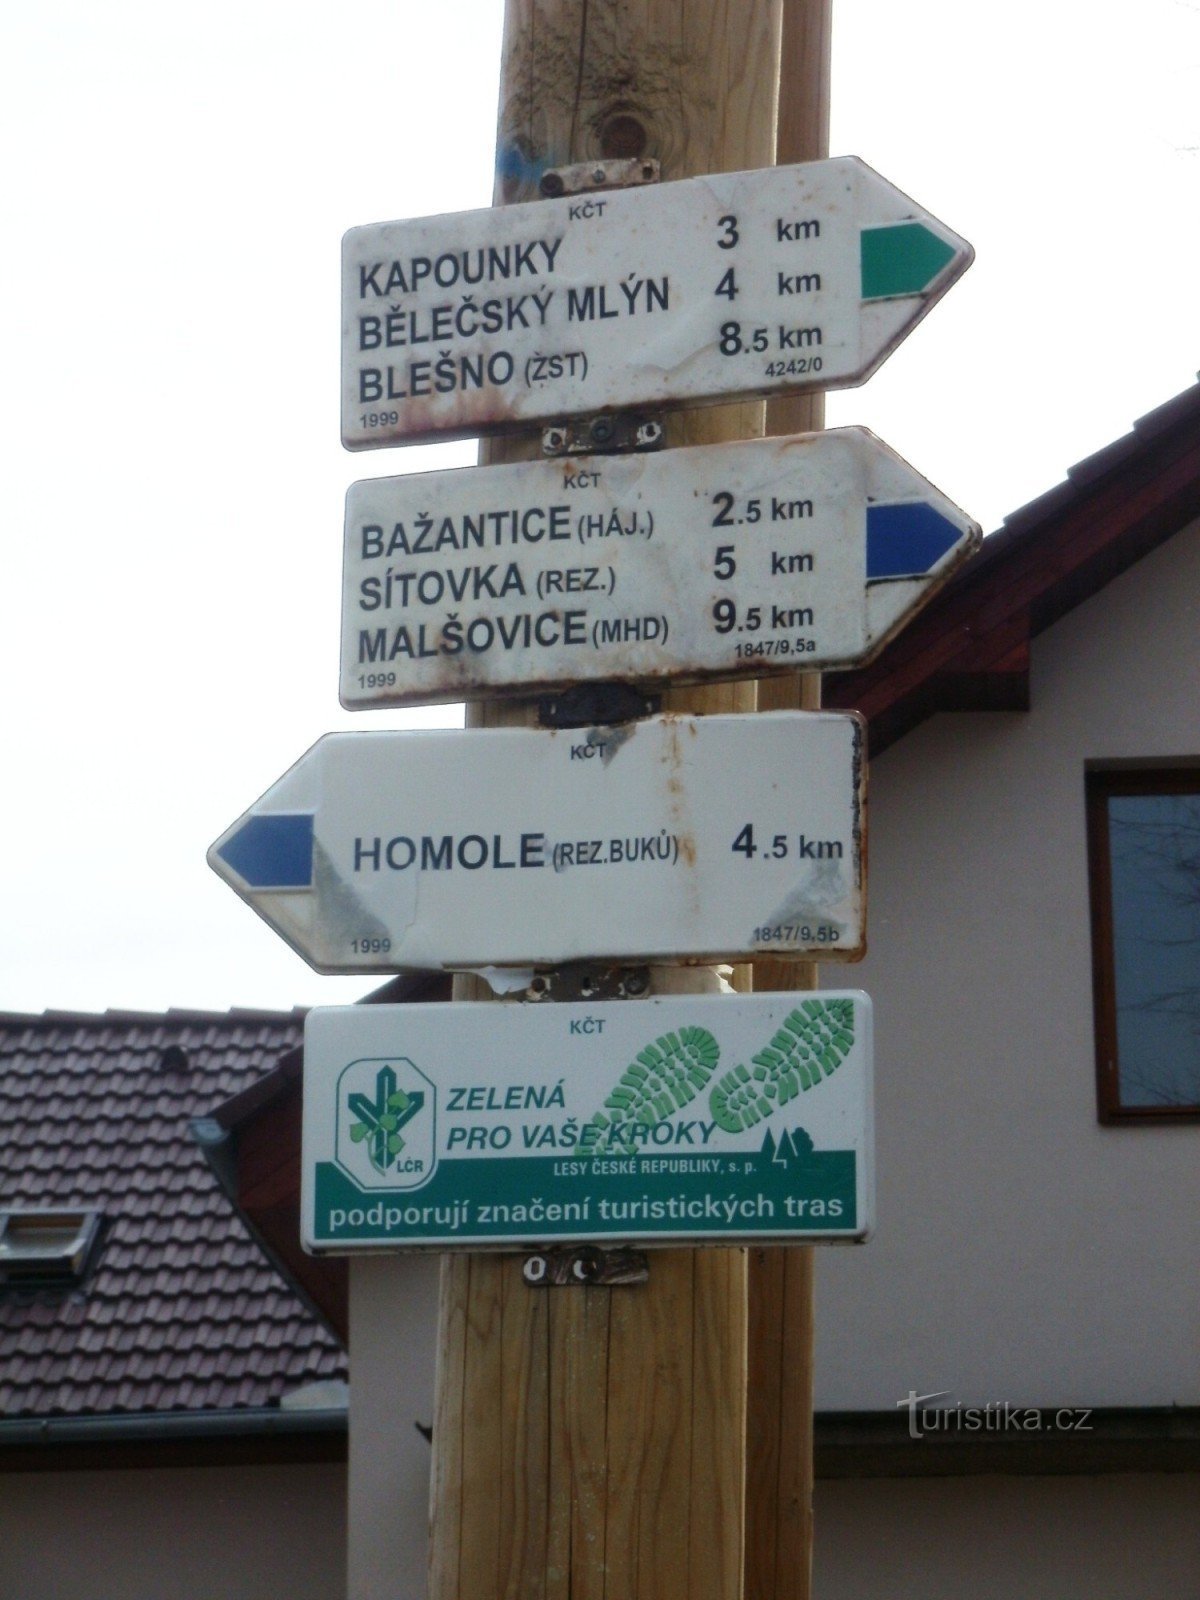 KČT
KAPOUNKY 3 km
BĚLEČSKÝ MLÝN 4 km
BLEŠNO (ŽST) 8.5 km
1999 4242/0
KČT
BAŽANTICE (HÁJ.) 2.5 km
SÍTOVKA (REZ.) 5 km
MALŠOVICE (MHD) 9.5 km
1999 1847/9,5a
KČT
HOMOLE (REZ.BUKŮ) 4.5 km
1999 1847/9,5b
KČT
ZELENÁ
PRO VAŠE KROKY
LČR
LESY ČESKÉ REPUBLIKY, s. p.
podporují značení turistických tras
Turistika.cz